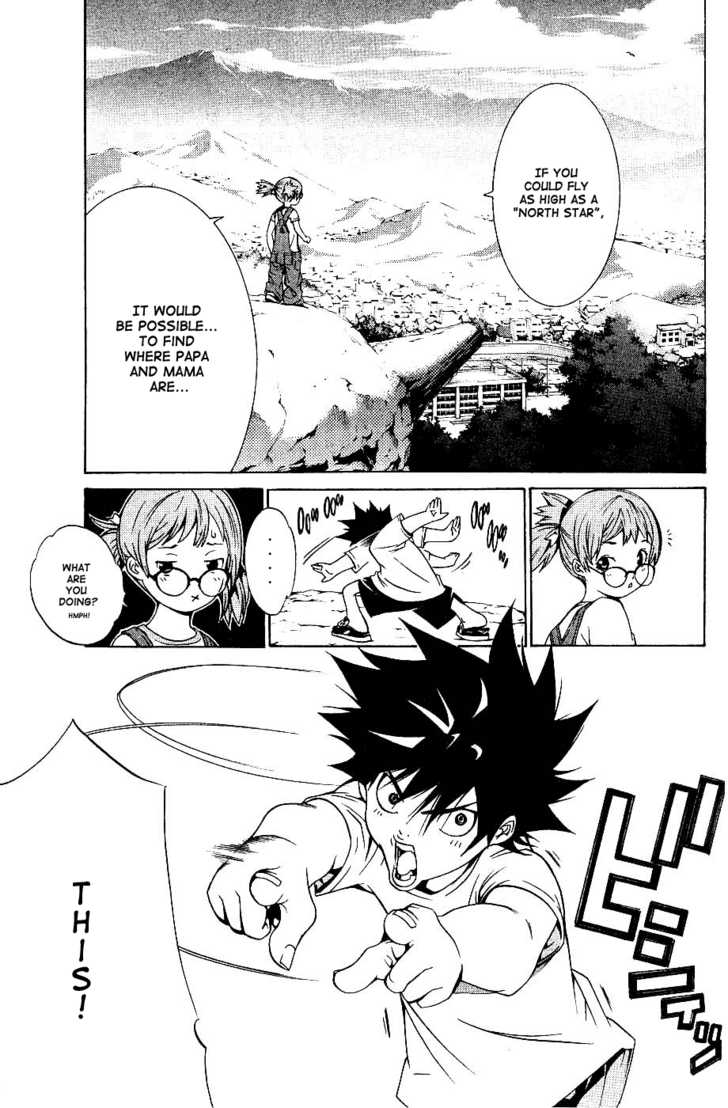 IF YOU
COULD FLY
AS HIGH AS A
"NORTH STAR",
IT WOULD
BE POSSIBLE...
TO FIND
WHERE PAPA
AND MAMA
ARE...
....
WHAT
ARE
YOU
DOING?
HMPH!
THIS!